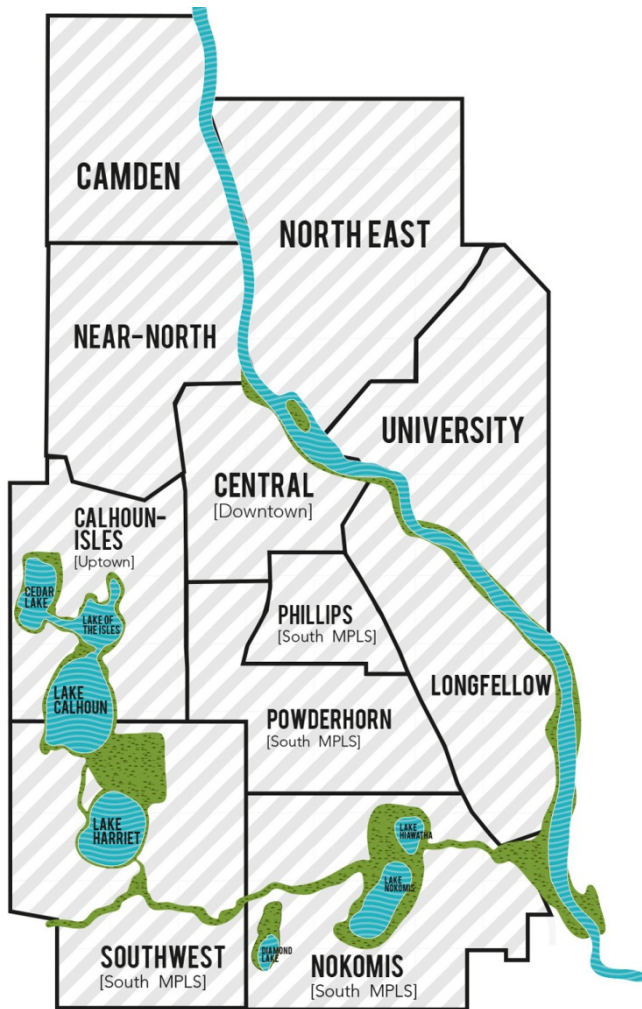 CAMDEN
NORTH EAST
NEAR-NORTH
UNIVERSITY
CENTRAL
[Downtown]
CALHOUN-
ISLES
[Uptown]
CEDAR
LAKE
LAKE OF
THE ISLES
PHILLIPS
[South MPLS]
LAKE
CALHOUN
LONGFELLOW
POWDERHORN
[South MPLS]
LAKE
HARRIET
LAKE
HIAWATHA
LAKE
NOKOMIS
DIAMOND
LAKE
SOUTHWEST
[South MPLS]
NOKOMIS
[South MPLS]